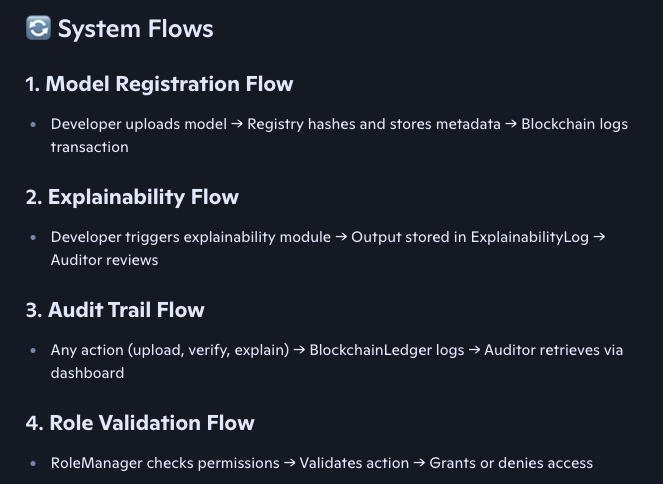 🔄 System Flows
1. Model Registration Flow
• Developer uploads model → Registry hashes and stores metadata → Blockchain logs
transaction
2. Explainability Flow
• Developer triggers explainability module → Output stored in ExplainabilityLog →
Auditor reviews
3. Audit Trail Flow
• Any action (upload, verify, explain) → BlockchainLedger logs → Auditor retrieves via
dashboard
4. Role Validation Flow
• RoleManager checks permissions → Validates action → Grants or denies access